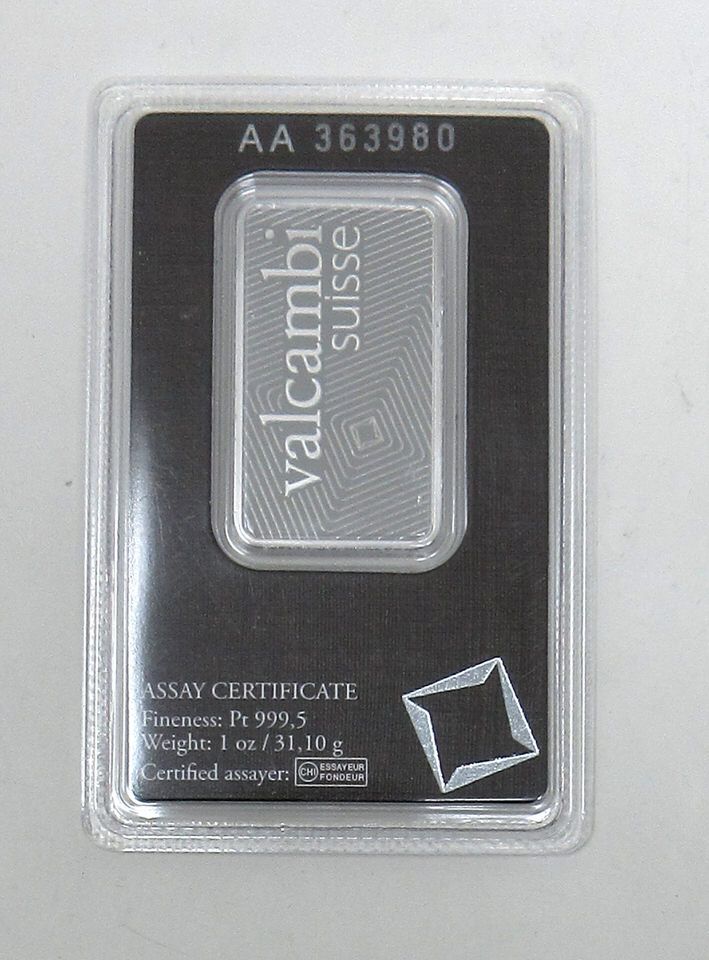 AA 363980
valcambi
suisse
ASSAY CERTIFICATE
Fineness: Pt 999,5
Weight: 1 oz / 31,10 g
Certified assayer: CHI ESSAYEUR
FONDEUR